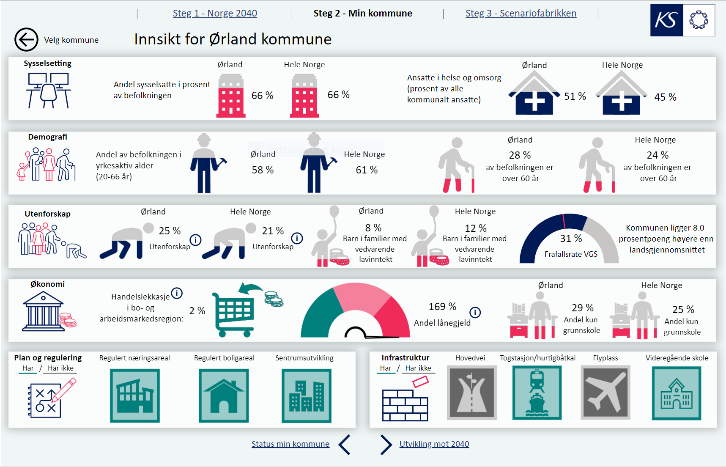 Steg 1 - Norge 2040
Steg 2 - Min kommune
Steg 3 - Scenariofabrikken
KS
Velg kommune
Innsikt for Ørland kommune
Sysselsetting
Andel sysselsatte i prosent
av befolkningen
Ørland
66 %
Hele Norge
66 %
Ansatte i helse og omsorg
(prosent av alle
kommunalt ansatte)
Ørland
51 %
Hele Norge
45 %
Demografi
Andel av befolkningen i
yrkesaktiv alder
(20-66 år)
Ørland
58 %
Hele Norge
61 %
Ørland
28 %
av befolkningen er
over 60 år
Hele Norge
24 %
av befolkningen er
over 60 år
Utenforskap
Ørland
25 %
Utenforskap
i
Hele Norge
21 %
Utenforskap
i
Ørland
8 %
Barn i familier med
vedvarende
lavinntekt
Hele Norge
12 %
Barn i familier med
vedvarende
lavinntekt
31 %
Frafallsrate VGS
Kommunen ligger 8.0
prosentpoeng høyere enn
landsgjennomsnittet
Økonomi
Handelslekkasje
i
i bo- og
arbeidsmarkedsregion:
2 %
169 %
Andel lånegjeld
i
Ørland
29 %
Andel kun
grunnskole
Hele Norge
25 %
Andel kun
grunnskole
Plan og regulering
Har / Har ikke
Regulert næringsareal
Regulert boligareal
Sentrumsutvikling
Infrastruktur
Har / Har ikke
Hovedvei
Togstasjon/hurtigbåtkai
Flyplass
Videregående skole
Status min kommune
Utvikling mot 2040